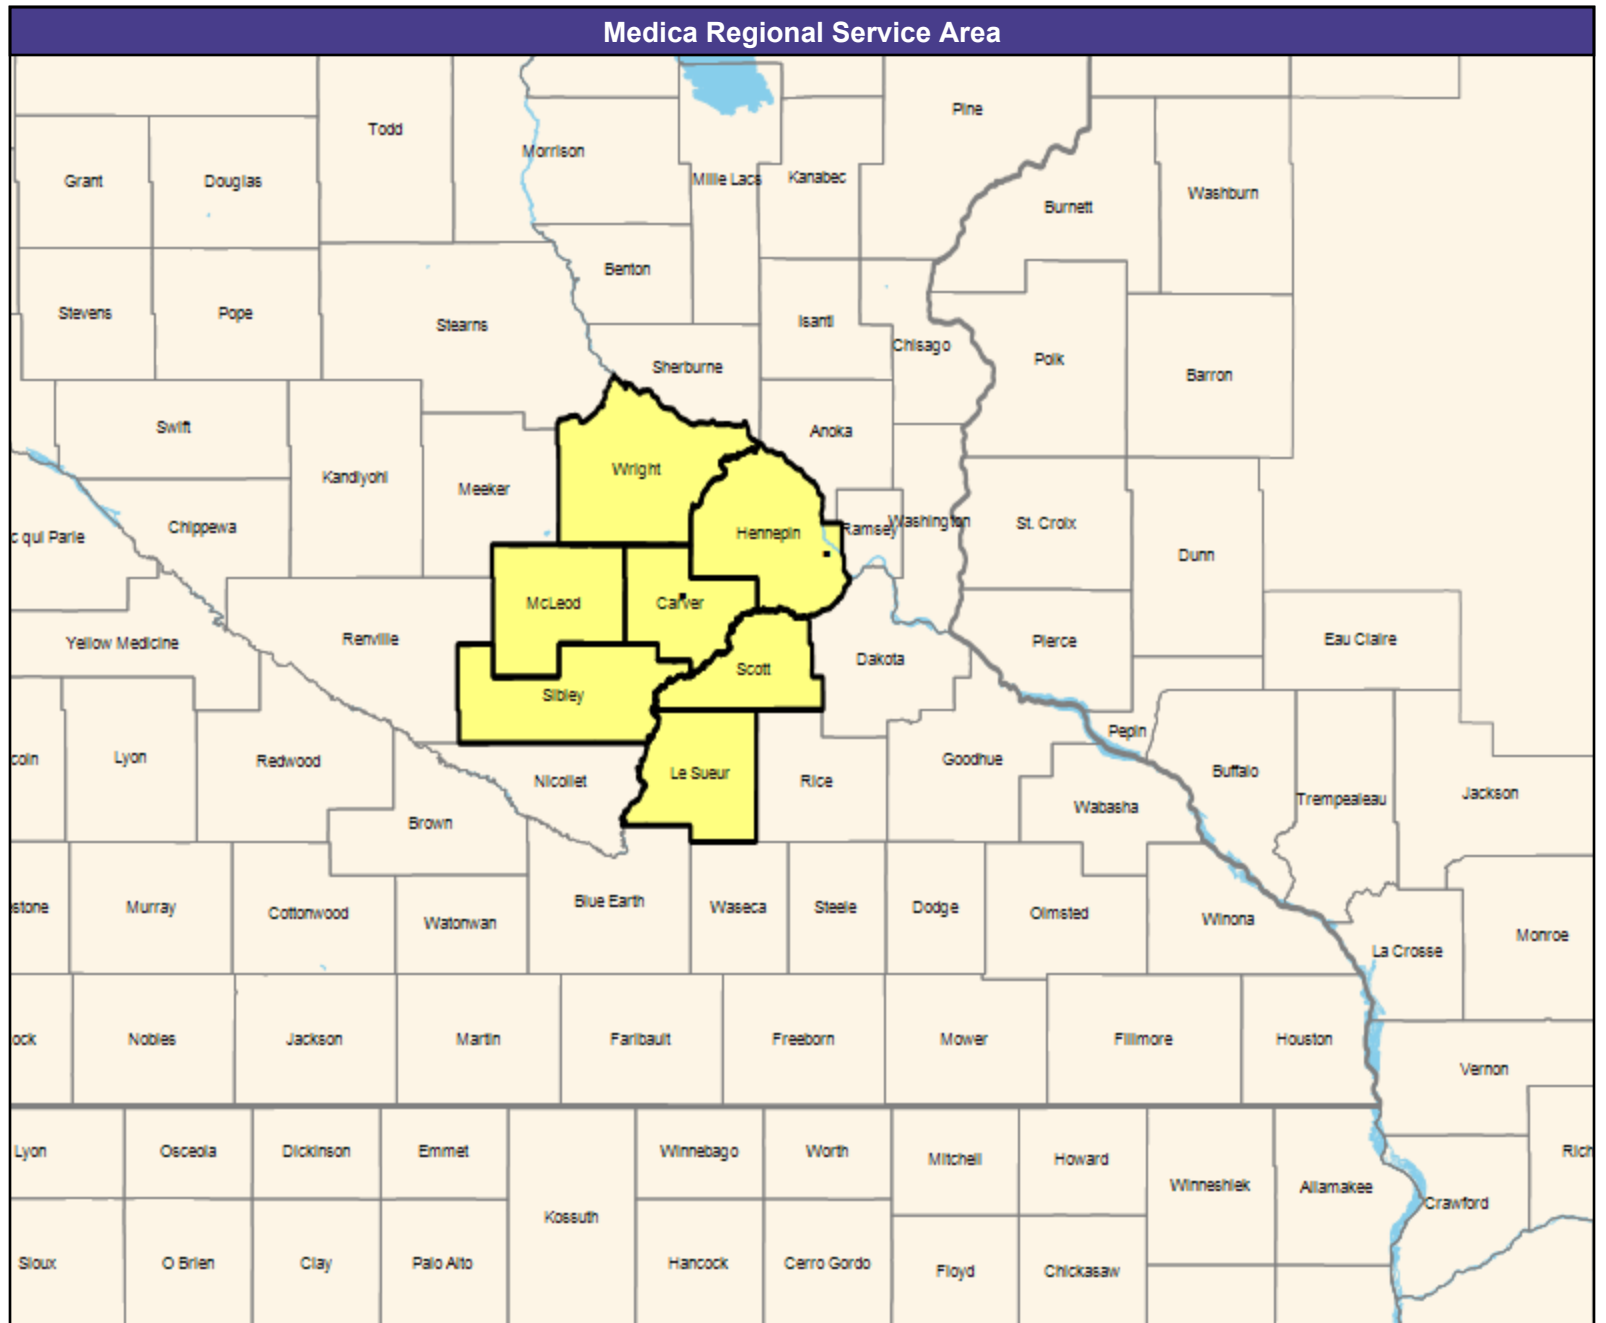 Medica Regional Service Area
Pine
Todd
Morrison
Mille Lacs
Kanabec
Grant
Douglas
Washburn
Burnett
Benton
Stevens
Pope
Stearns
Isanti
Chisago
Polk
Barron
Sherburne
Swift
Anoka
Wright
Kandiyohi
Meeker
Chippewa
Hennepin
Ramsey
Washington
St. Croix
c qui Parle
Dunn
McLeod
Carver
Yellow Medicine
Renville
Pierce
Eau Claire
Scott
Dakota
Sibley
Pepin
coln
Lyon
Redwood
Nicollet
Le Sueur
Rice
Goodhue
Buffalo
Trempealeau
Jackson
Wabasha
Brown
stone
Murray
Cottonwood
Watonwan
Blue Earth
Waseca
Steele
Dodge
Olmsted
Winona
La Crosse
Monroe
ock
Nobles
Jackson
Martin
Faribault
Freeborn
Mower
Fillmore
Houston
Vernon
Lyon
Osceola
Dickinson
Emmet
Winnebago
Worth
Mitchell
Howard
Rich
Winneshiek
Allamakee
Crawford
Kossuth
Sioux
O Brien
Clay
Palo Alto
Hancock
Cerro Gordo
Floyd
Chickasaw